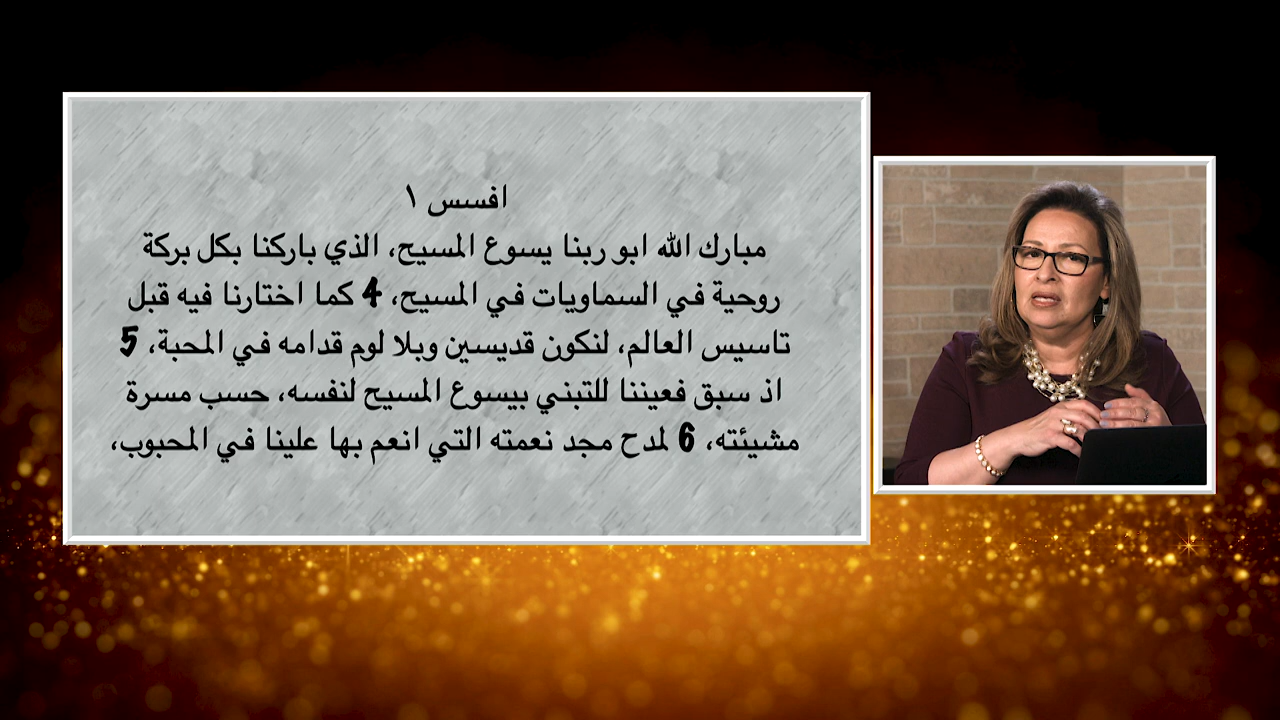 افسس ١
مبارك الله ابو ربنا يسوع المسيح، الذي باركنا بكل بركة
روحية في السماويات في المسيح، 4 كما اختارنا فيه قبل
تاسيس العالم، لنكون قديسين وبلا لوم قدامه في المحبة، 5
اذ سبق فعيننا للتبني بيسوع المسيح لنفسه، حسب مسرة
مشيئته، 6 لمدح مجد نعمته التي انعم بها علينا في المحبوب،